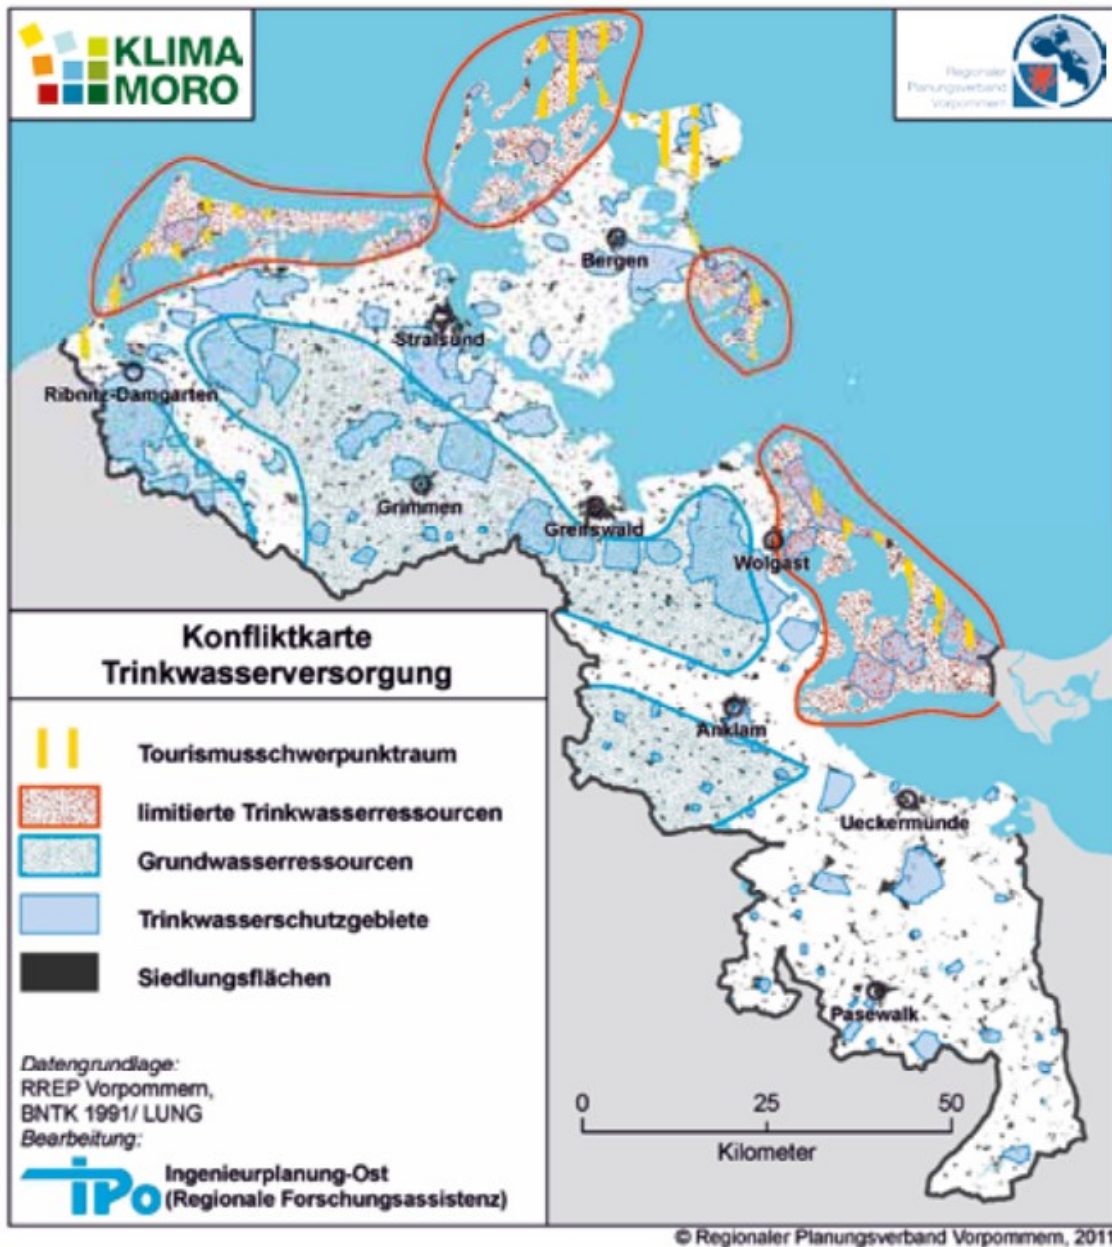 KLIMA
MORO
Regionaler
Planungsverband
Vorpommern
Bergen
Stralsund
Ribnitz-Damgarten
Grimmen
Greifswald
Wolgast
Konfliktkarte
Trinkwasserversorgung
Anklam
Tourismusschwerpunktraum
limitierte Trinkwasserressourcen
Ueckermünde
Grundwasserressourcen
Trinkwasserschutzgebiete
Siedlungsflächen
Pasewalk
Datengrundlage:
RREP Vorpommern,
BNTK 1991/ LUNG
Bearbeitung:
0 25 50
Kilometer
IPO Ingenieurplanung-Ost
(Regionale Forschungsassistenz)
© Regionaler Planungsverband Vorpommern, 2011